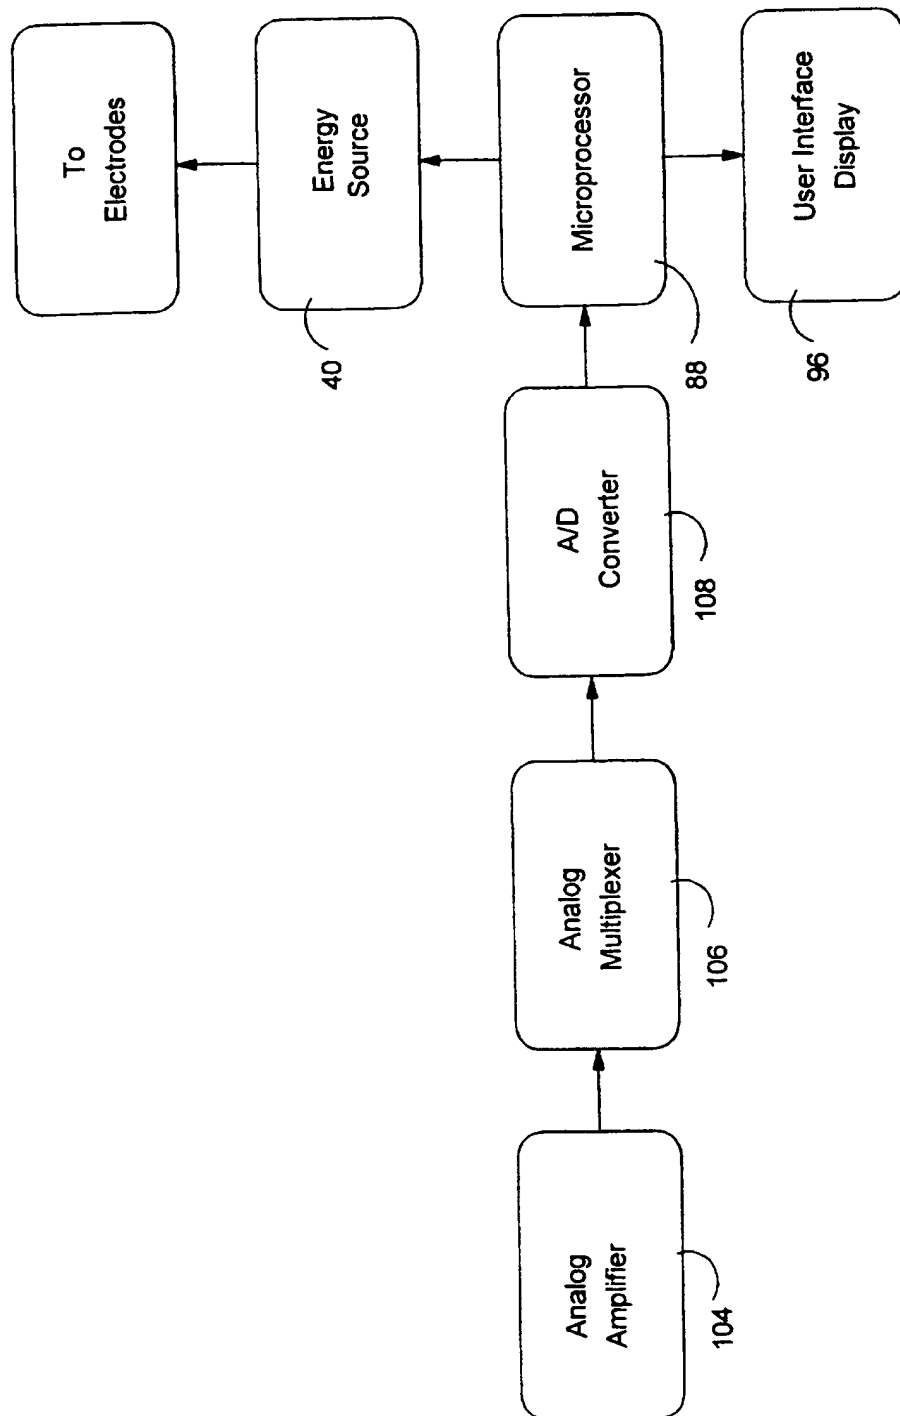 Analog
Amplifier
104
Analog
Multiplexer
106
A/D
Converter
108
To
Electrodes
Energy
Source
40
Microprocessor
88
User Interface
Display
96